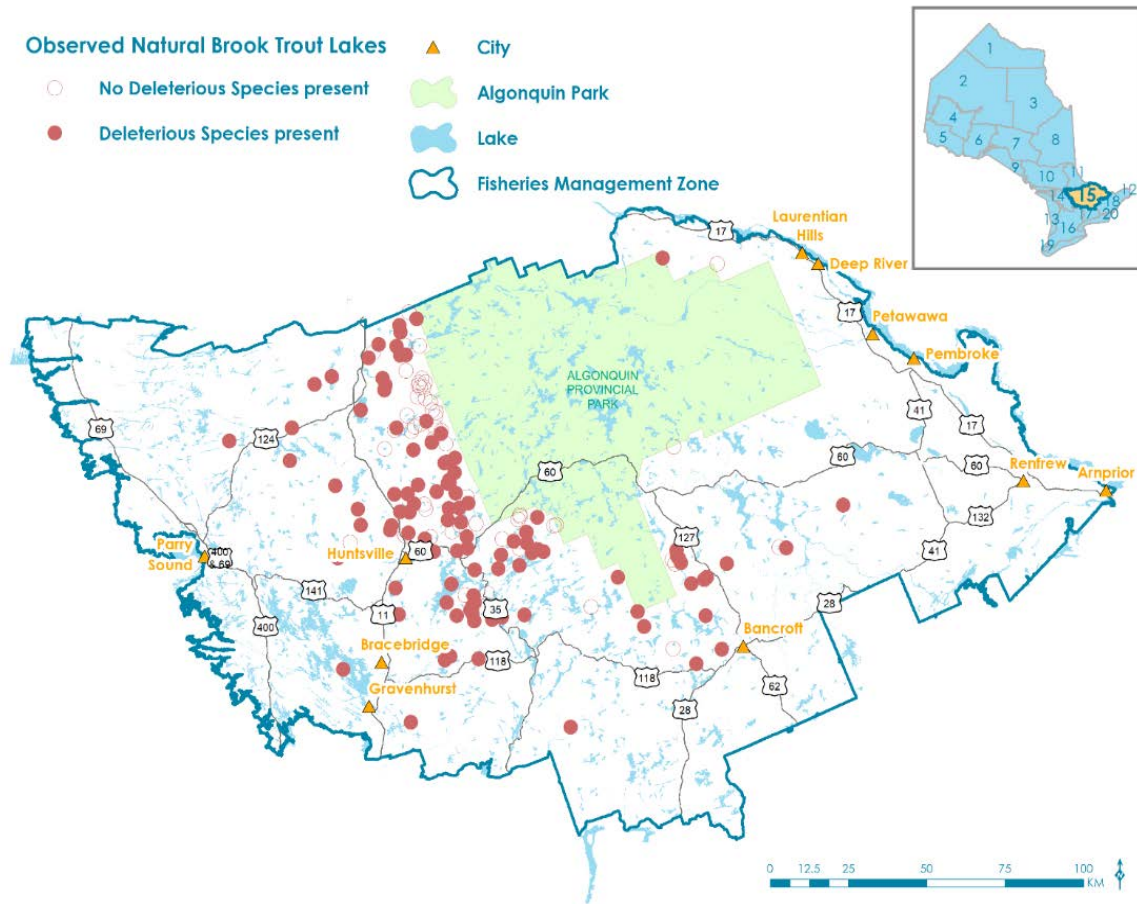 Observed Natural Brook Trout Lakes
No Deleterious Species present
Deleterious Species present
City
Algonquin Park
Lake
Fisheries Management Zone
1
2
3
4
5
6
7
8
9
10
11
12
14
15
18
13
17
20
16
19
Laurentian
Hills
17
Deep River
17
Petawawa
Pembroke
ALGONQUIN
PROVINCIAL
PARK
41
69
124
17
60
60
60
Renfrew
Arnprior
132
127
41
Parry
Sound
400
& 69
Huntsville
60
141
11
35
28
400
Bracebridge
118
Bancroft
118
62
Gravenhurst
28
0 12.5 25 50 75 100
KM